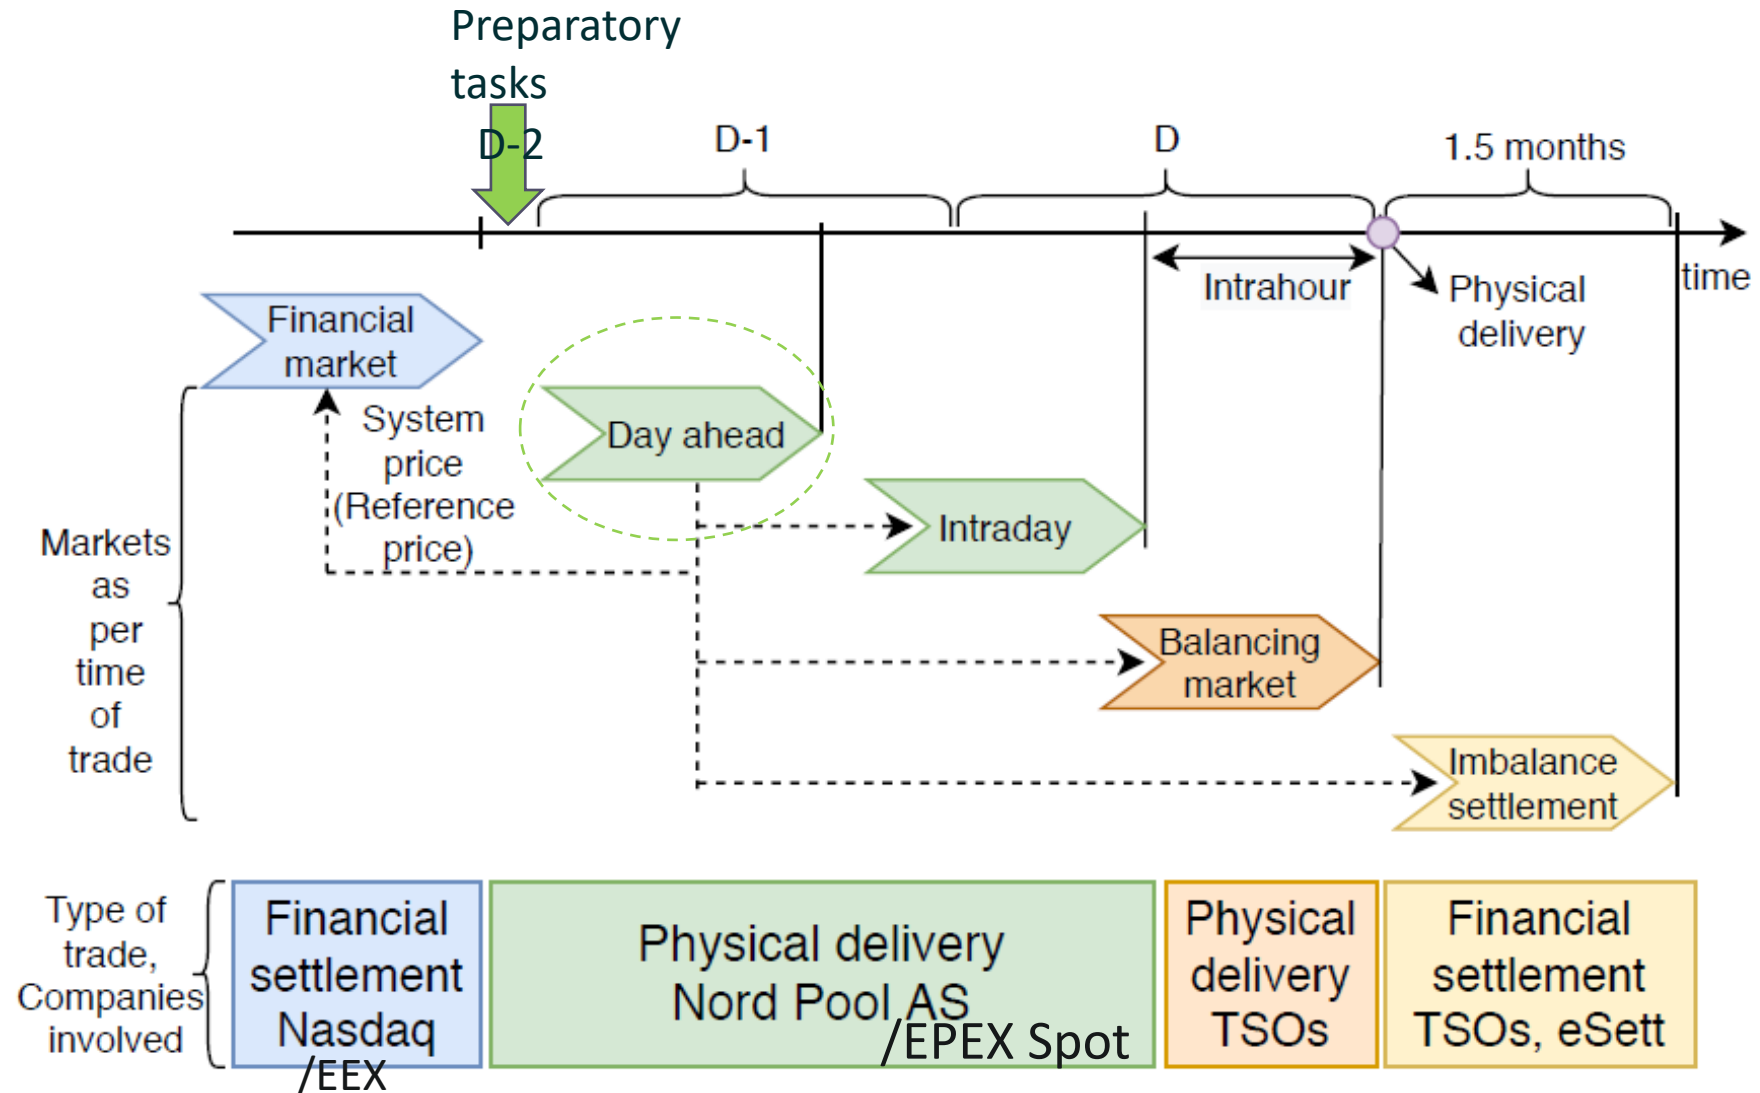 Preparatory
tasks
D-2
D-1
D
1.5 months
time
Intrahour
Physical
delivery
Financial
market
System
price
(Reference
price)
Day ahead
Intraday
Balancing
market
Imbalance
settlement
Markets
as
per
time
of
trade
Type of
trade,
Companies
involved
Financial
settlement
Nasdaq
/EEX
Physical delivery
Nord Pool AS
/EPEX Spot
Physical
delivery
TSOs
Financial
settlement
TSOs, eSett